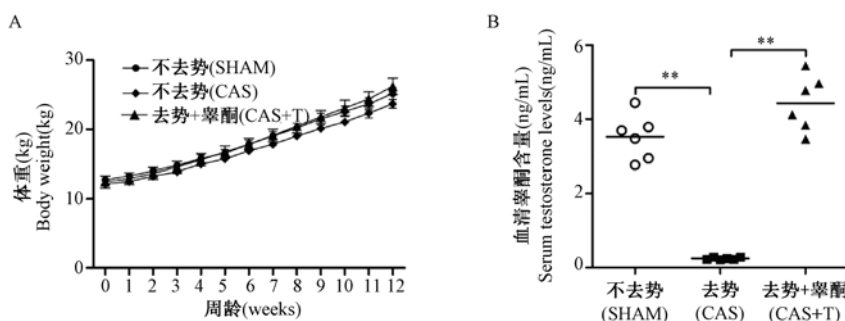 A
不去势(SHAM)
不去势(CAS)
去势+睾酮(CAS+T)
体重(kg)
Body weight(kg)
30
20
10
0
0 1 2 3 4 5 6 7 8 9 10 11 12
周龄(weeks)
B
血清睾酮含量(ng/mL)
Serum testosterone levels(ng/mL)
6
4
2
0
**
**
不去势
(SHAM)
去势
(CAS)
去势+睾酮
(CAS+T)